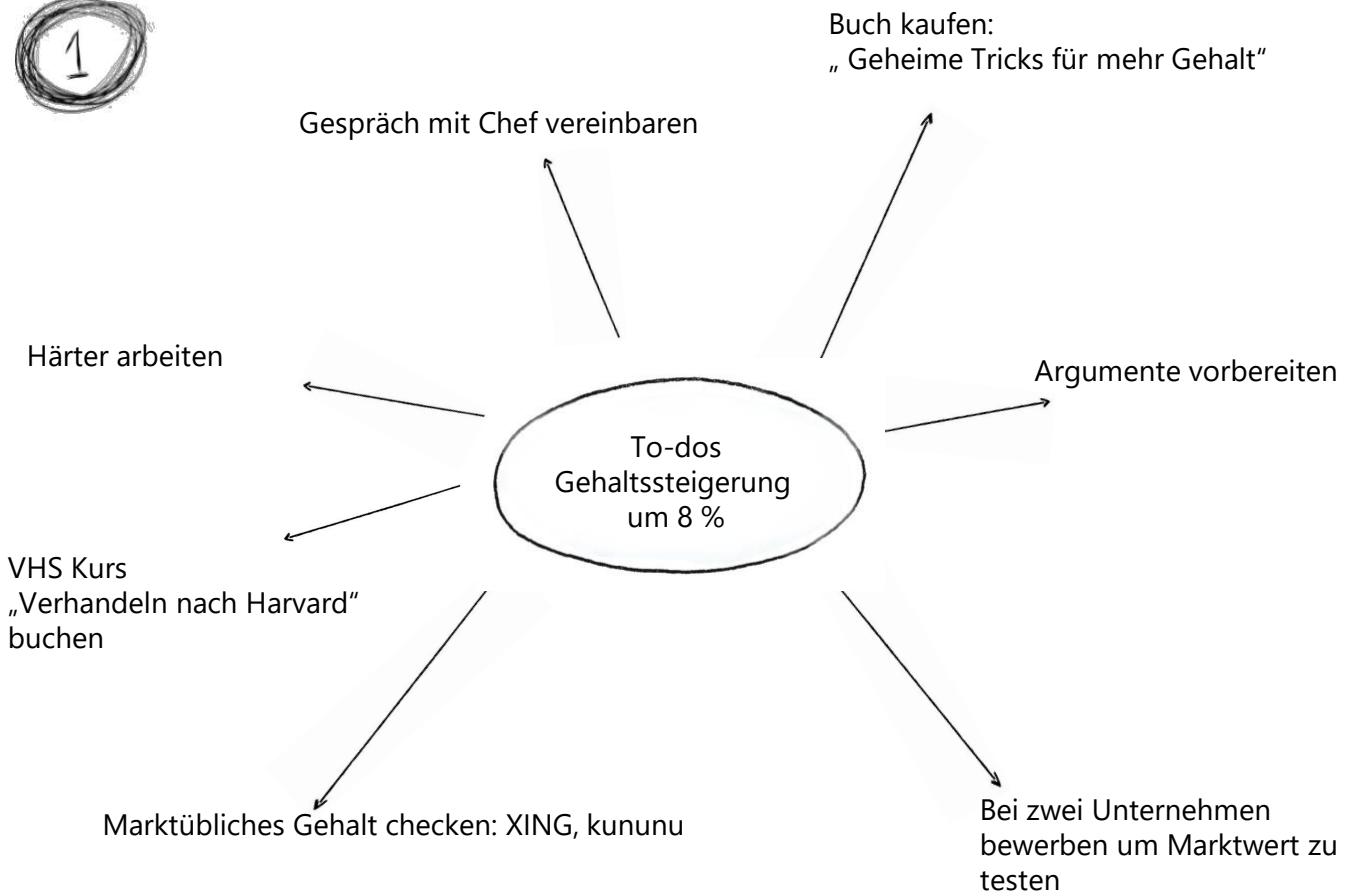 1
Buch kaufen:
„ Geheime Tricks für mehr Gehalt“
Gespräch mit Chef vereinbaren
Härter arbeiten
Argumente vorbereiten
To-dos
Gehaltssteigerung
um 8 %
VHS Kurs
„Verhandeln nach Harvard“
buchen
Marktübliches Gehalt checken: XING, kununu
Bei zwei Unternehmen
bewerben um Marktwert zu
testen